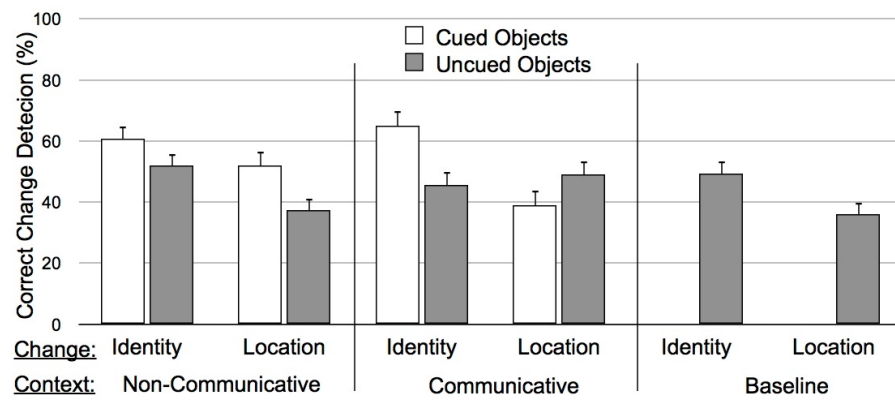 Correct Change Detecion (%)
100
80
60
40
20
0
Cued Objects
Uncued Objects
Change: Identity Location Identity Location Identity Location
Context: Non-Communicative Communicative Baseline